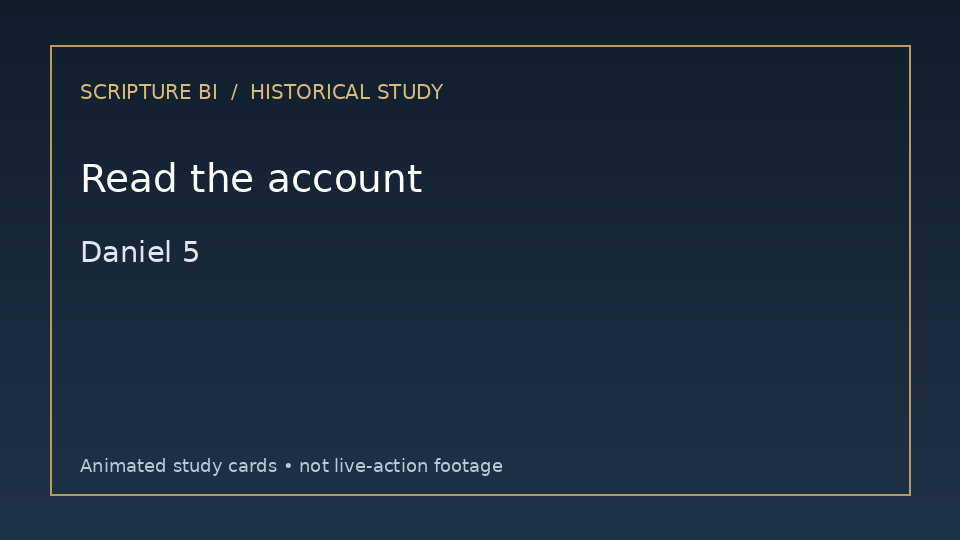 SCRIPTURE BI / HISTORICAL STUDY
Read the account
Daniel 5
Animated study cards • not live-action footage